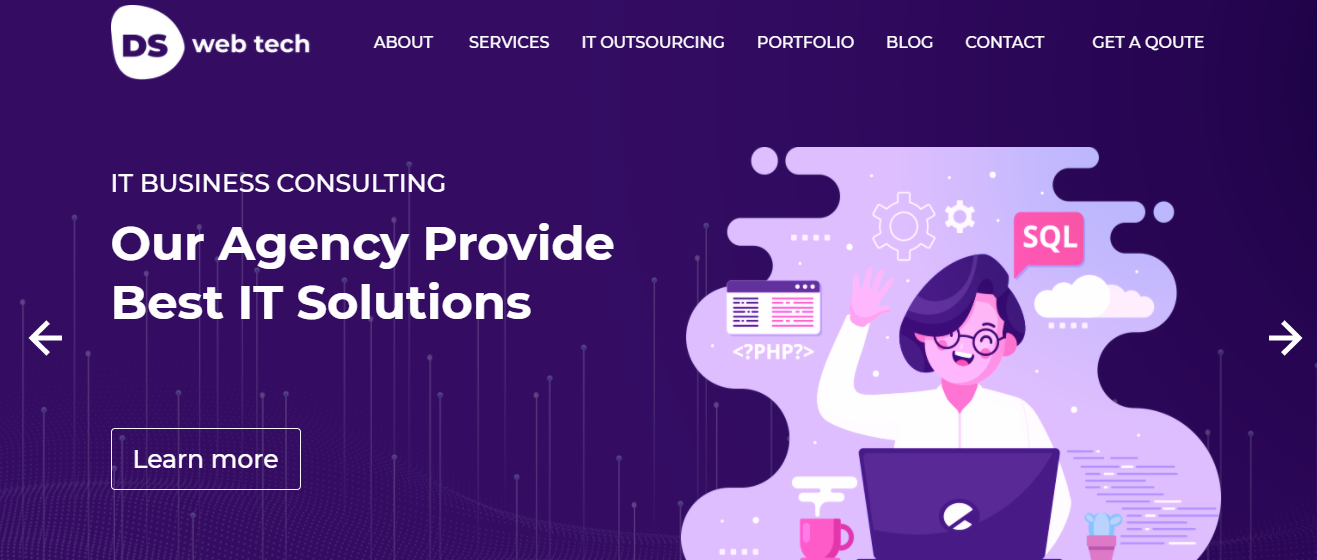 DS web tech
ABOUT SERVICES IT OUTSOURCING PORTFOLIO BLOG CONTACT GET A QOUTE
IT BUSINESS CONSULTING
Our Agency Provide
Best IT Solutions
SQL
<?PHP?>
Learn more